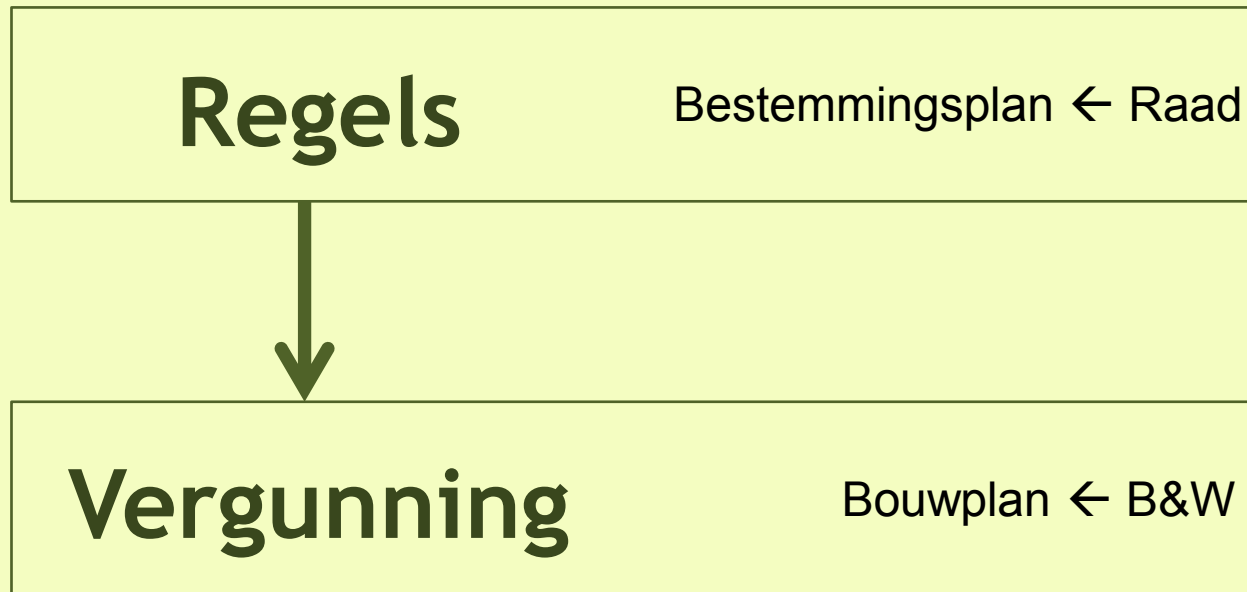 Regels
Bestemmingsplan ← Raad
Vergunning
Bouwplan ← B&W